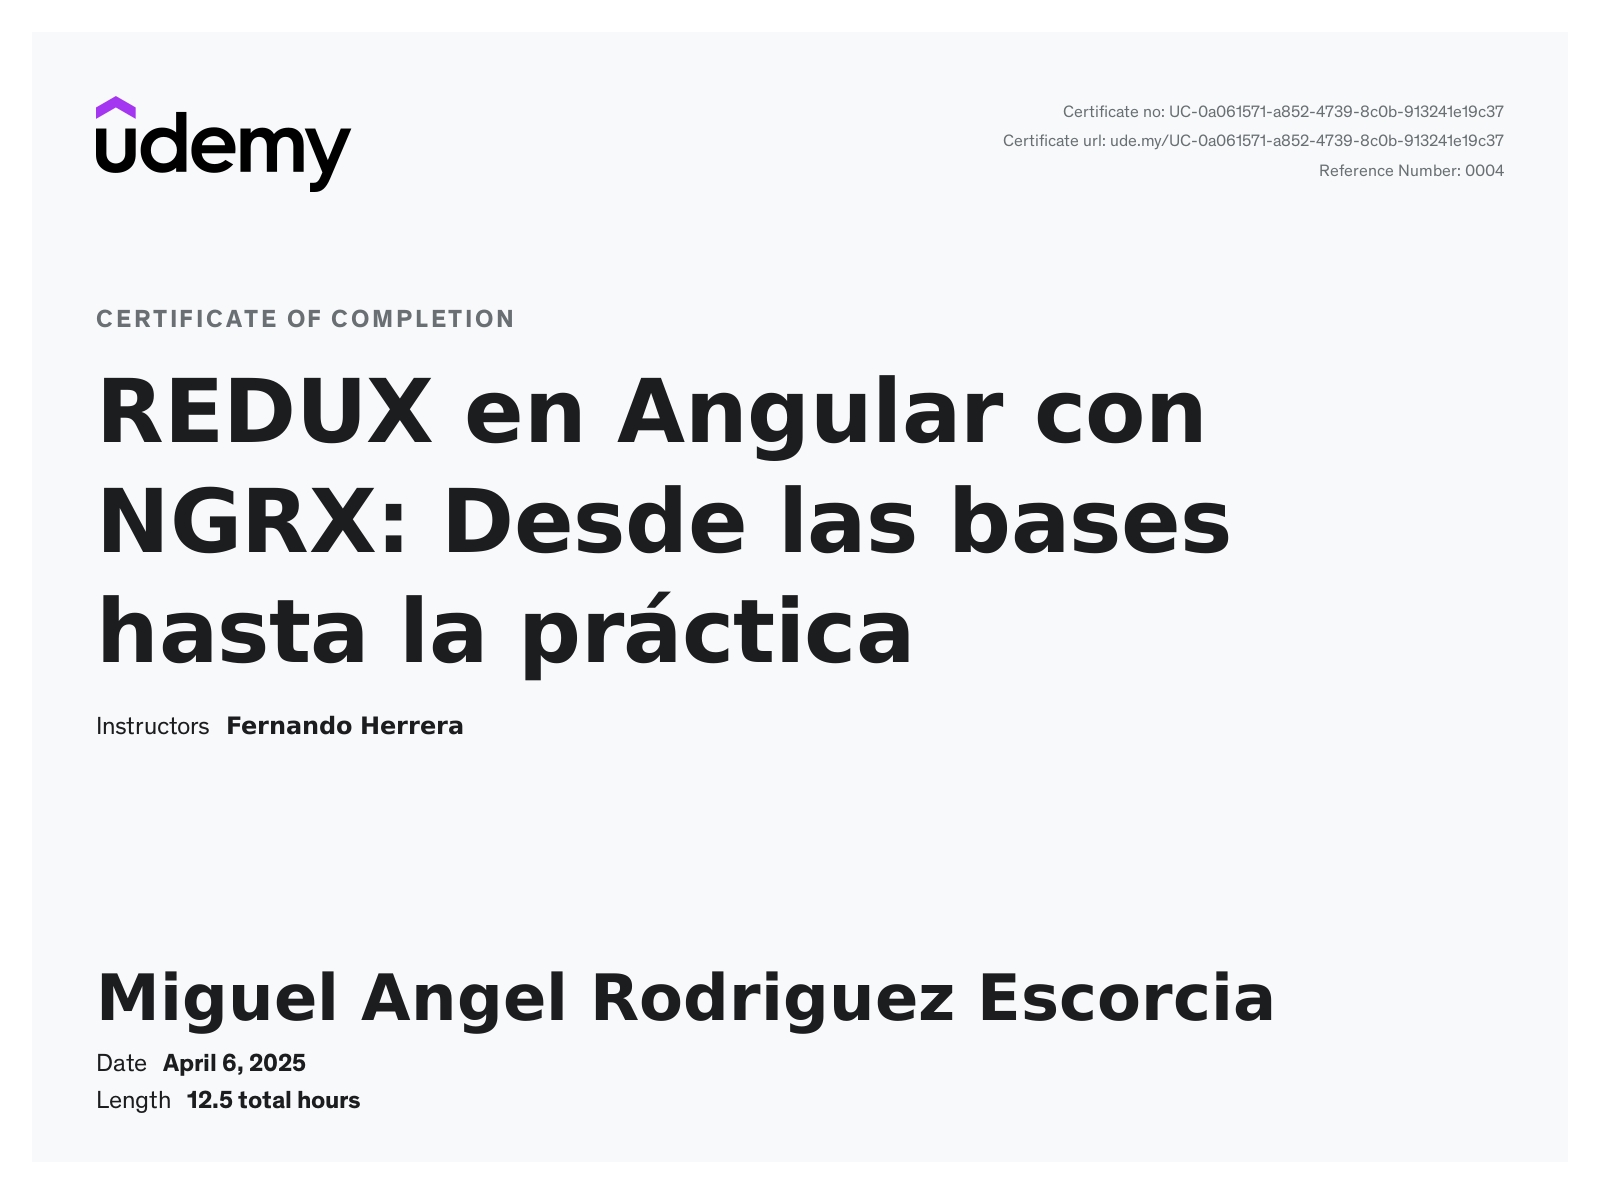 udemy
Certificate no: UC-0a061571-a852-4739-8c0b-913241e19c37
Certificate url: ude.my/UC-0a061571-a852-4739-8c0b-913241e19c37
Reference Number: 0004
CERTIFICATE OF COMPLETION
REDUX en Angular con
NGRX: Desde las bases
hasta la práctica
Instructors Fernando Herrera
Miguel Angel Rodriguez Escorcia
Date April 6, 2025
Length 12.5 total hours